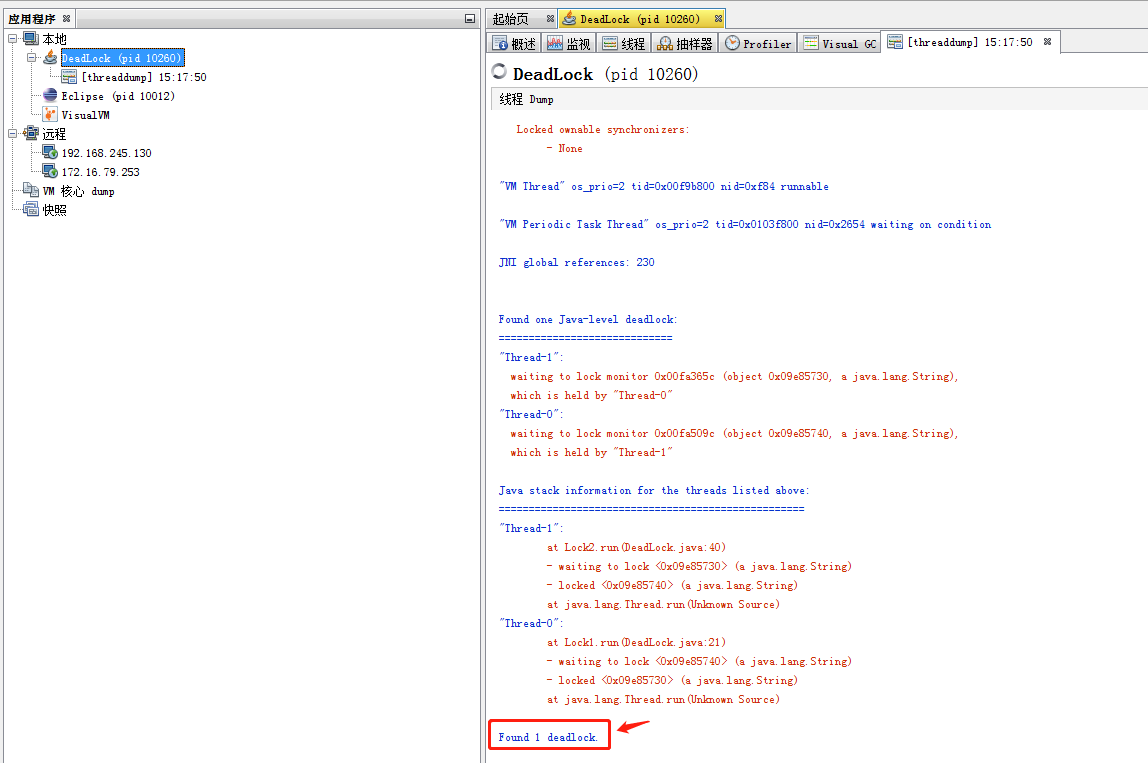 应用程序
本地
DeadLock (pid 10260)
[threaddump] 15:17:50
Eclipse (pid 10012)
VisualVM
远程
192.168.245.130
172.16.79.253
VM 核心 dump
快照
起始页 DeadLock (pid 10260)
概述 监视 线程 抽样器 Profiler Visual GC [threaddump] 15:17:50
DeadLock (pid 10260)
线程 Dump
Locked ownable synchronizers:
- None
"VM Thread" os_prio=2 tid=0x00f9b800 nid=0xf84 runnable
"VM Periodic Task Thread" os_prio=2 tid=0x0103f800 nid=0x2654 waiting on condition
JNI global references: 230
Found one Java-level deadlock:
=============================
"Thread-1":
waiting to lock monitor 0x00fa365c (object 0x09e85730, a java.lang.String),
which is held by "Thread-0"
"Thread-0":
waiting to lock monitor 0x00fa509c (object 0x09e85740, a java.lang.String),
which is held by "Thread-1"
Java stack information for the threads listed above:
===================================================
"Thread-1":
at Lock2.run(DeadLock.java:40)
- waiting to lock <0x09e85730> (a java.lang.String)
- locked <0x09e85740> (a java.lang.String)
at java.lang.Thread.run(Unknown Source)
"Thread-0":
at Lock1.run(DeadLock.java:21)
- waiting to lock <0x09e85740> (a java.lang.String)
- locked <0x09e85730> (a java.lang.String)
at java.lang.Thread.run(Unknown Source)
Found 1 deadlock.